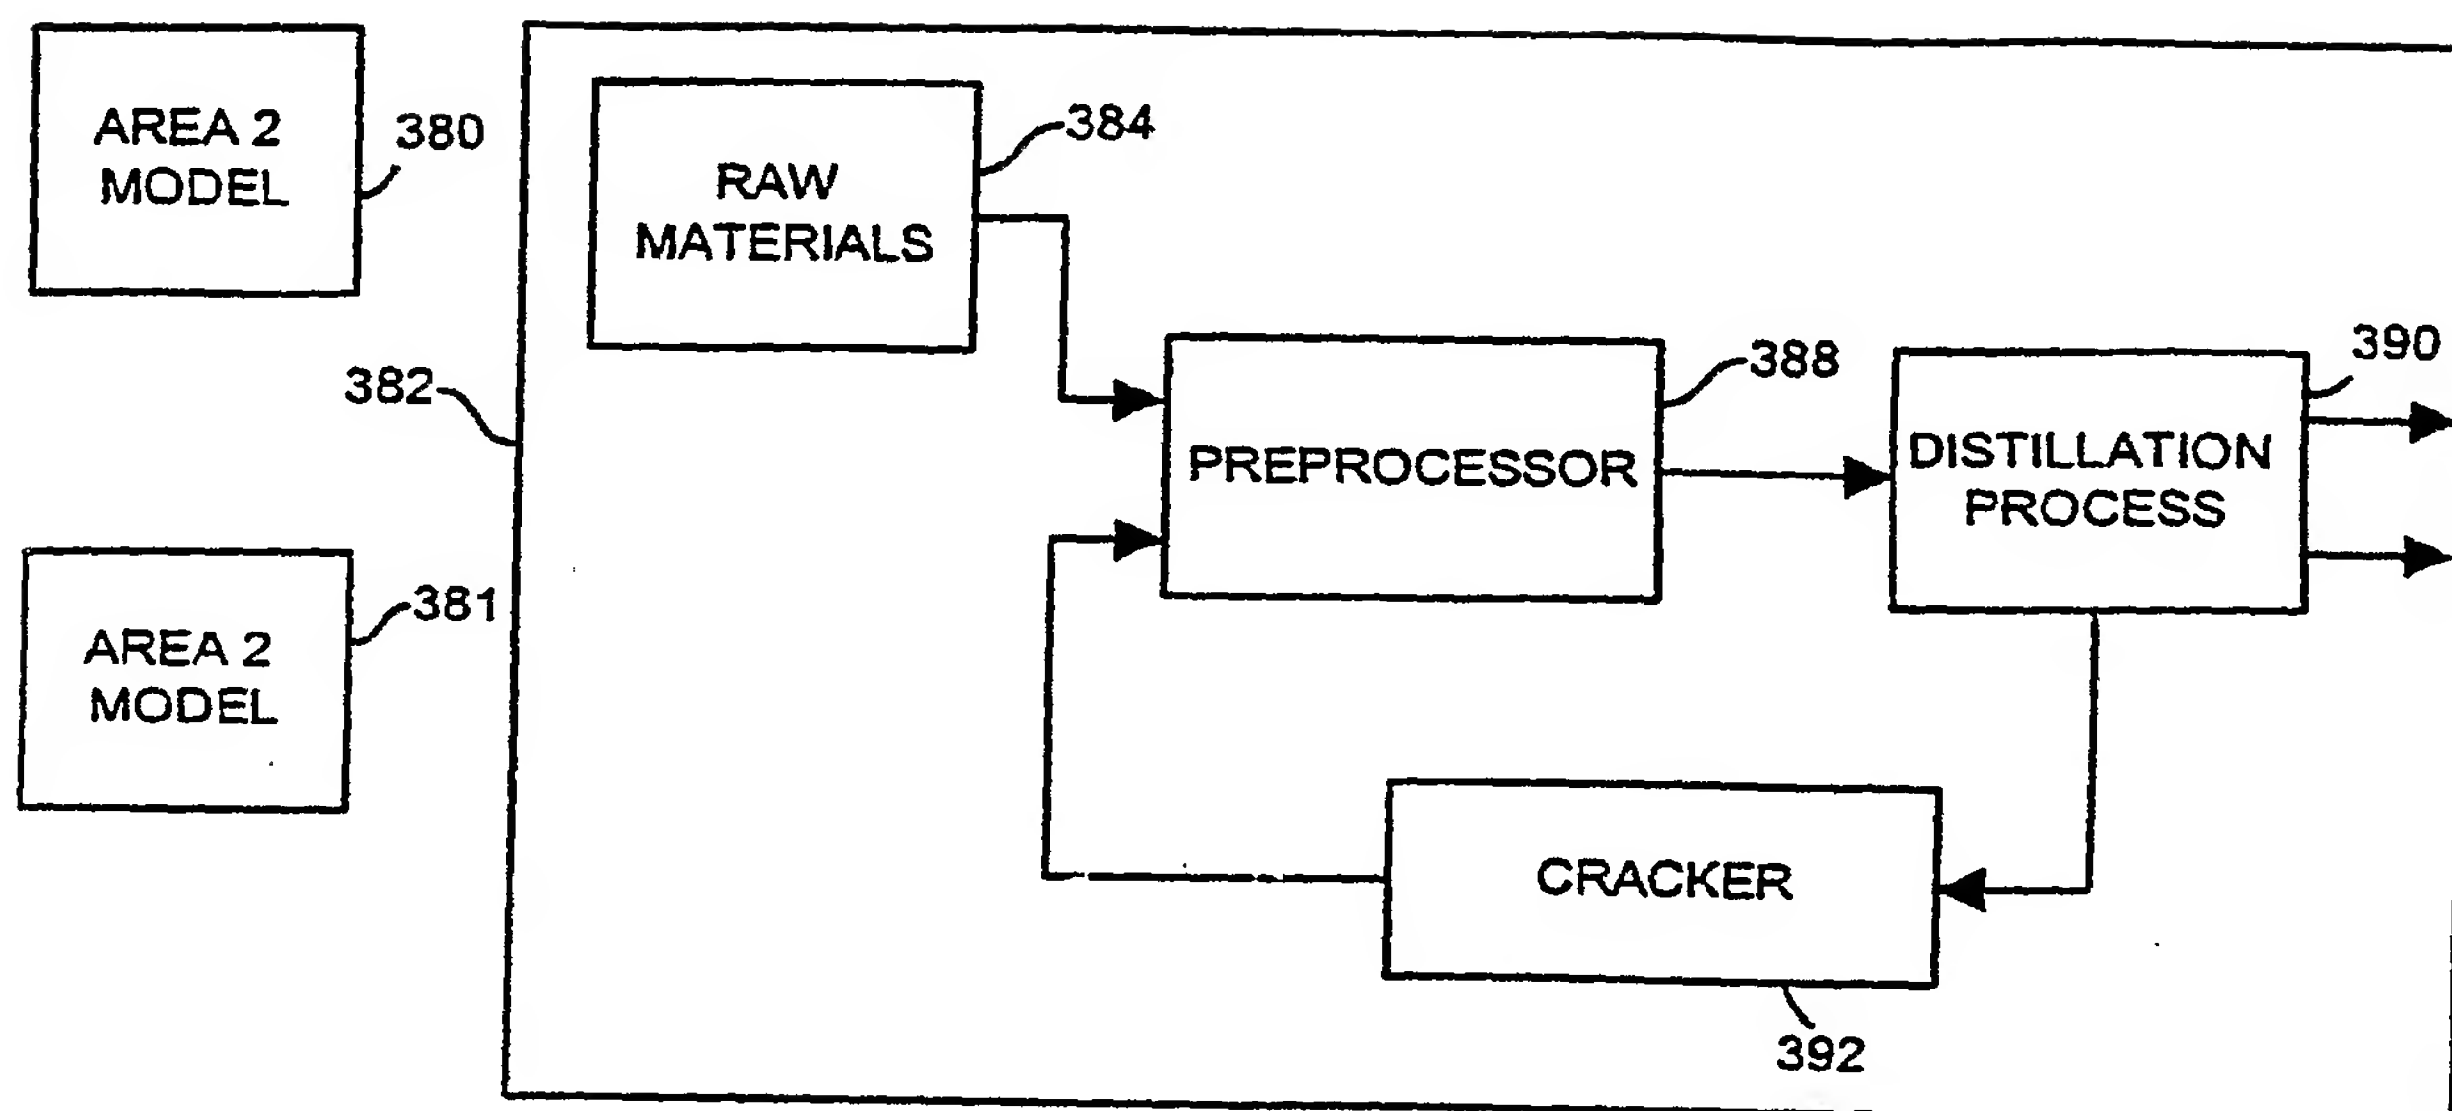 AREA 2
MODEL
380
RAW
MATERIALS
384
382
PREPROCESSOR
388
DISTILLATION
PROCESS
390
AREA 2
MODEL
381
CRACKER
392